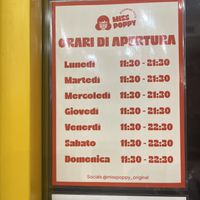 MISS
POPPY
ORARI DI APERTURA
Lunedì 11:30 - 21:30
Martedì 11:30 - 21:30
Mercoledì 11:30 - 21:30
Giovedì 11:30 - 21:30
Venerdì 11:30 - 22:30
Sabato 11:30 - 22:30
Domenica 11:30 - 22:30
Socials @misspoppy_original